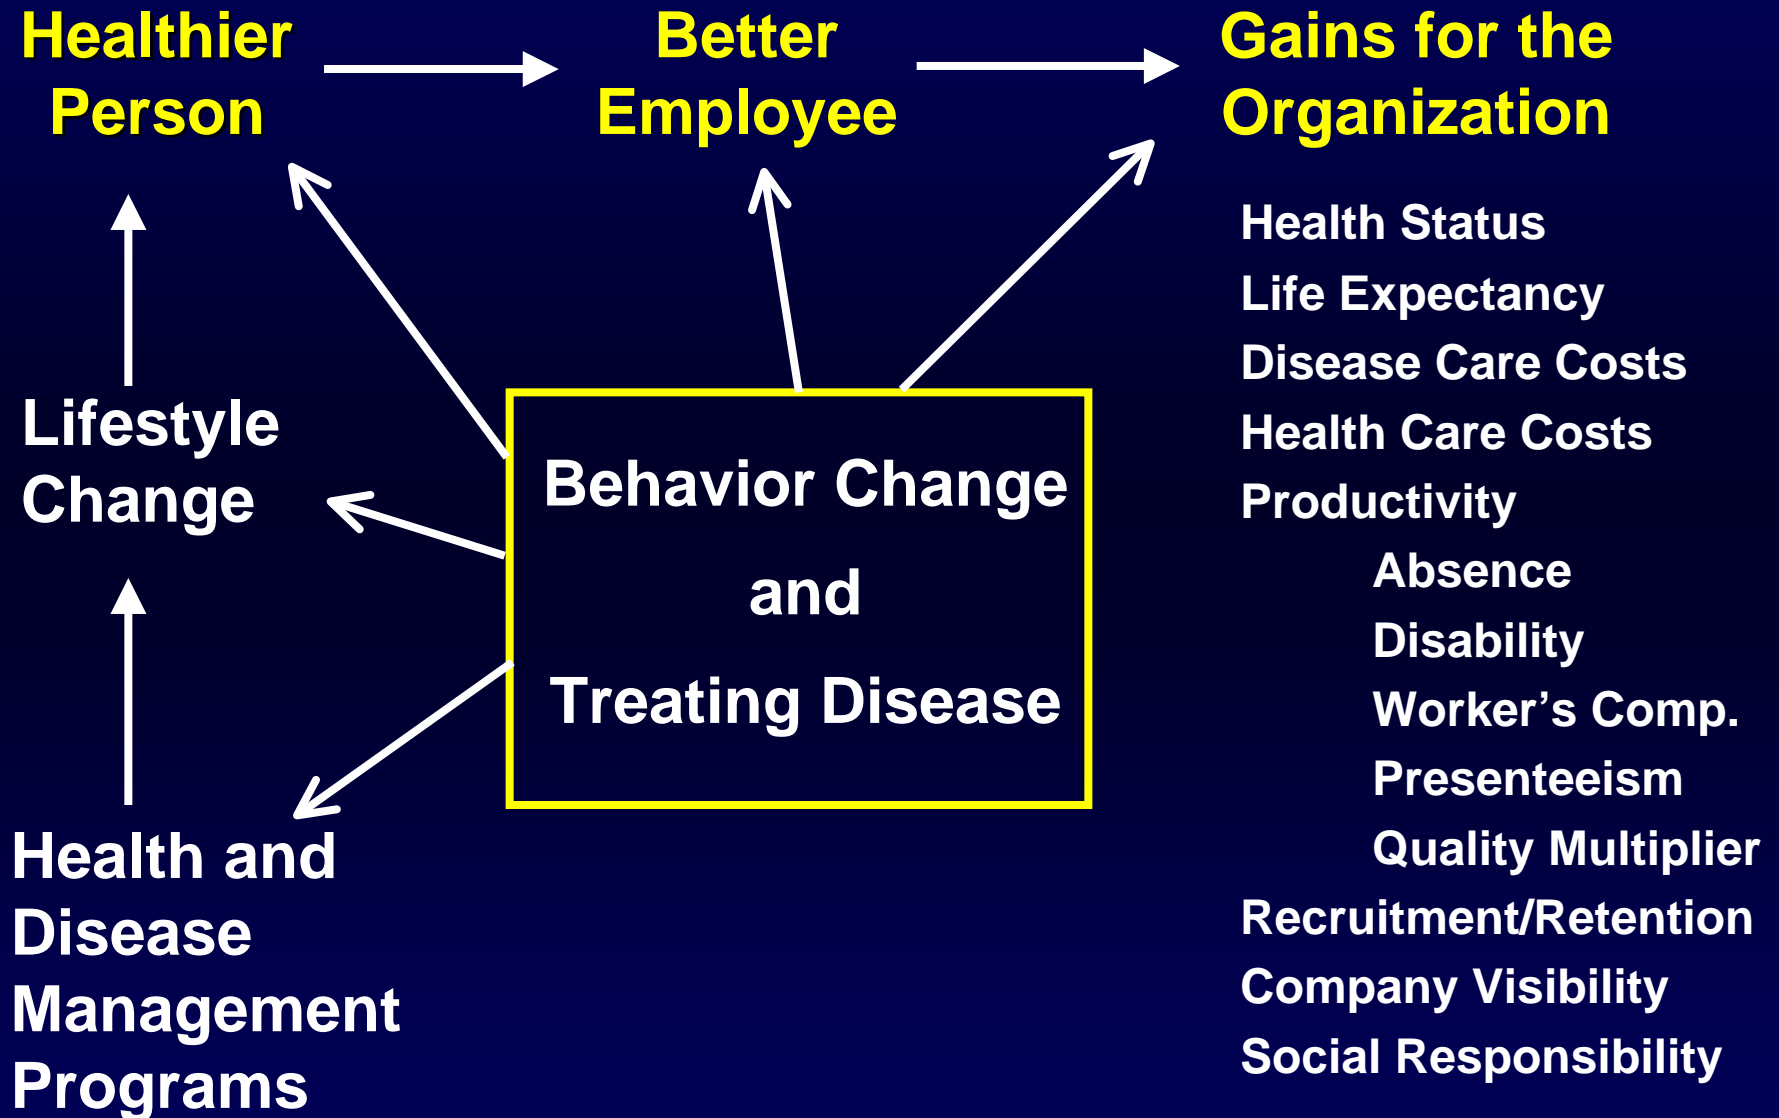 Healthier
Person
Better
Employee
Gains for the
Organization
Lifestyle
Change
Health and
Disease
Management
Programs
Behavior Change
and
Treating Disease
Health Status
Life Expectancy
Disease Care Costs
Health Care Costs
Productivity
Absence
Disability
Worker’s Comp.
Presenteeism
Quality Multiplier
Recruitment/Retention
Company Visibility
Social Responsibility